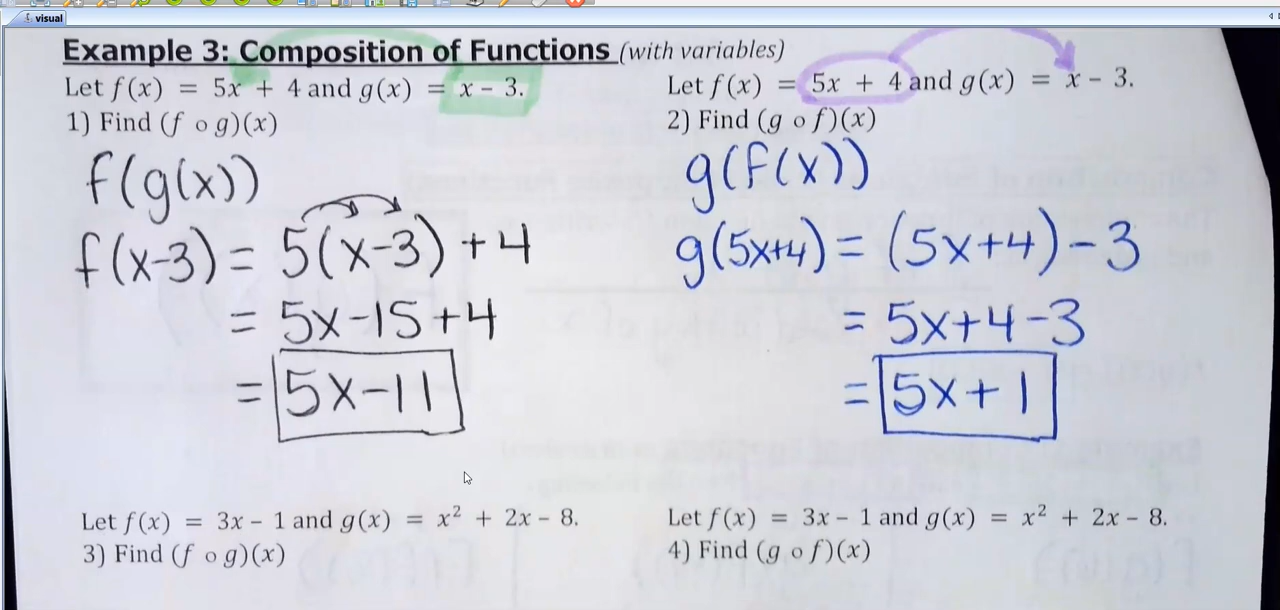 visual
Example 3: Composition of Functions (with variables)
Let f(x) = 5x + 4 and g(x) = x − 3.
1) Find (f ∘ g)(x)
f(g(x))
f(x-3) = 5(x-3) + 4
= 5x-15+4
= 5x-11
Let f(x) = 5x + 4 and g(x) = x − 3.
2) Find (g ∘ f)(x)
g(f(x))
g(5x+4) = (5x+4) - 3
= 5x+4-3
= 5x+1
Let f(x) = 3x − 1 and g(x) = x² + 2x − 8.
3) Find (f ∘ g)(x)
Let f(x) = 3x − 1 and g(x) = x² + 2x − 8.
4) Find (g ∘ f)(x)